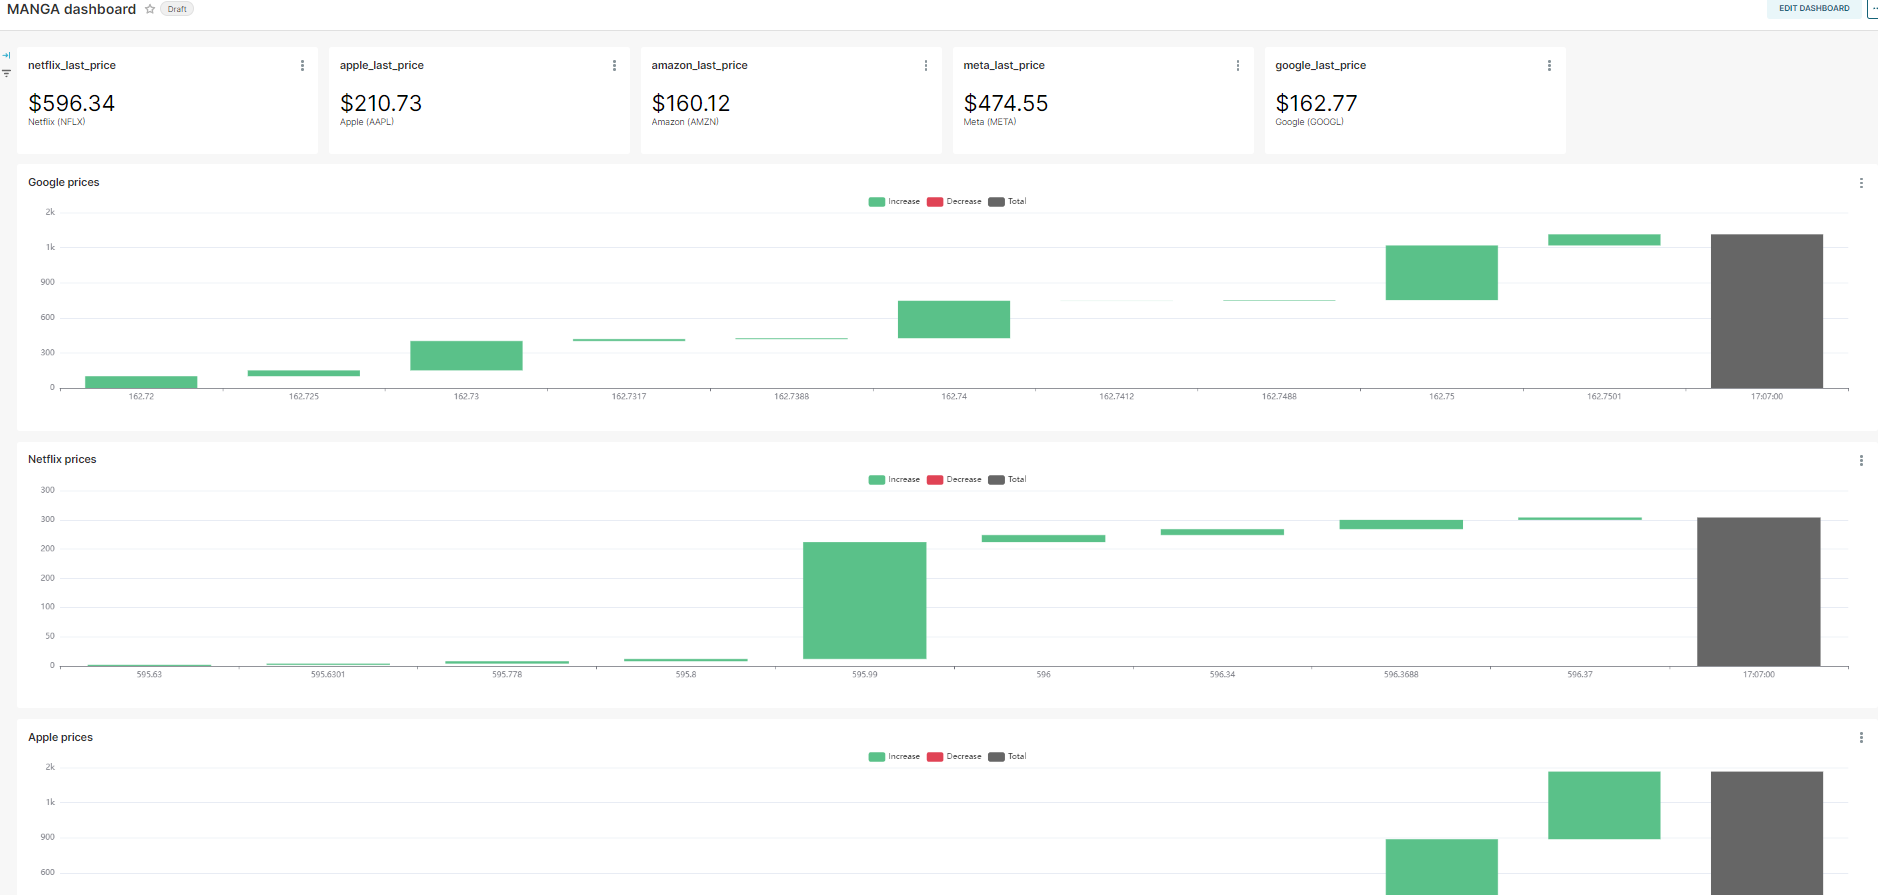 MANGA dashboard Draft EDIT DASHBOARD
netflix_last_price apple_last_price amazon_last_price meta_last_price google_last_price
$596.34 $210.73 $160.12 $474.55 $162.77
Netflix (NFLX) Apple (AAPL) Amazon (AMZN) Meta (META) Google (GOOGL)
Google prices
Increase Decrease Total
2k
1k
900
600
300
0
162.72 162.725 162.73 162.7317 162.7388 162.74 162.7412 162.7488 162.75 162.7501 17:07:00
Netflix prices
Increase Decrease Total
300
300
200
200
100
50
0
595.63 595.6301 595.778 595.8 595.99 596 596.34 596.3688 596.37 17:07:00
Apple prices
Increase Decrease Total
2k
1k
900
600